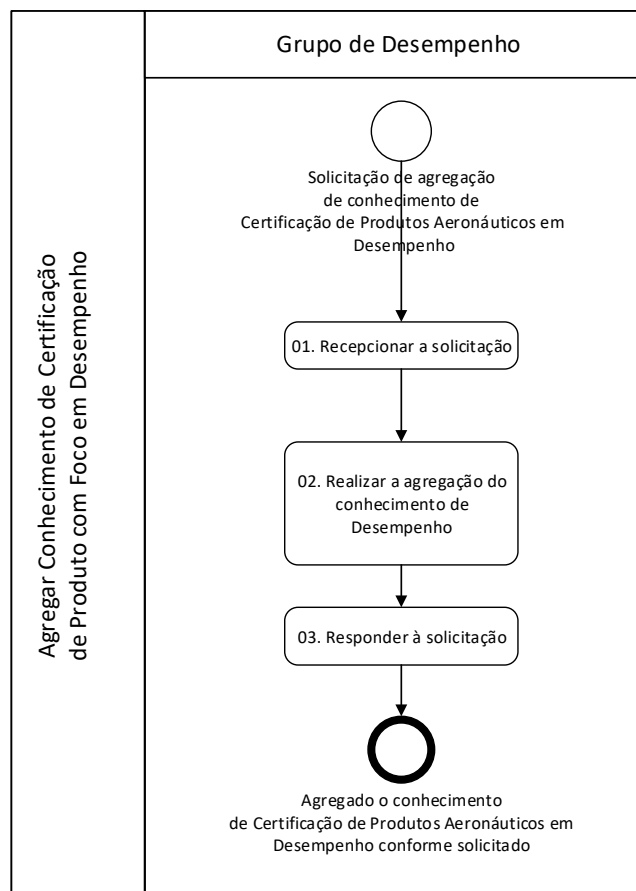 Grupo de Desempenho
Agregar Conhecimento de Certificação
de Produto com Foco em Desempenho
Solicitação de agregação
de conhecimento de
Certificação de Produtos Aeronáuticos em
Desempenho
01. Recepcionar a solicitação
02. Realizar a agregação do
conhecimento de
Desempenho
03. Responder à solicitação
Agregado o conhecimento
de Certificação de Produtos Aeronáuticos em
Desempenho conforme solicitado